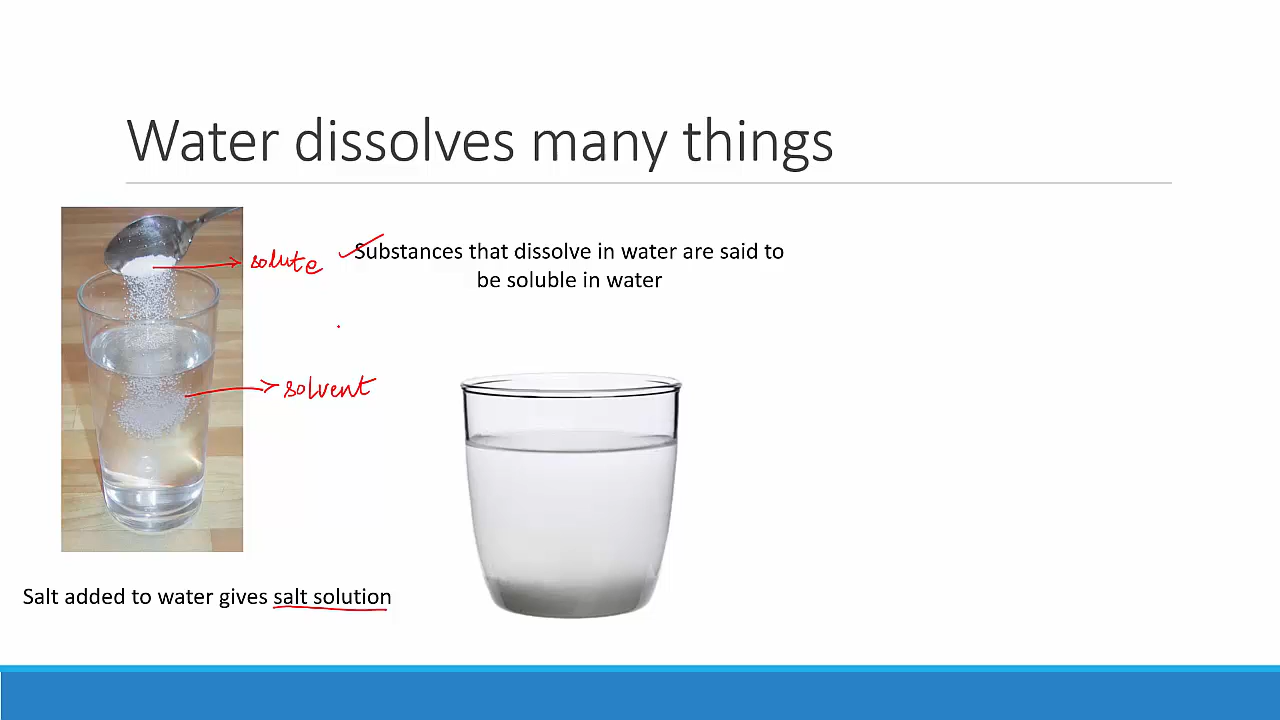 Water dissolves many things
solute
Substances that dissolve in water are said to
be soluble in water
solvent
Salt added to water gives salt solution